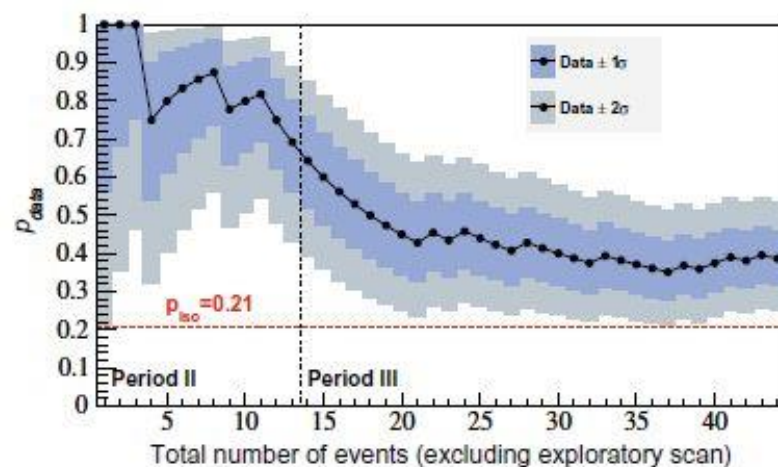 1
0.9
0.8
0.7
0.6
0.5
0.4
0.3
0.2
0.1
0
p_data
Data ± 1σ
Data ± 2σ
p_iso=0.21
Period II
Period III
5 10 15 20 25 30 35 40
Total number of events (excluding exploratory scan)